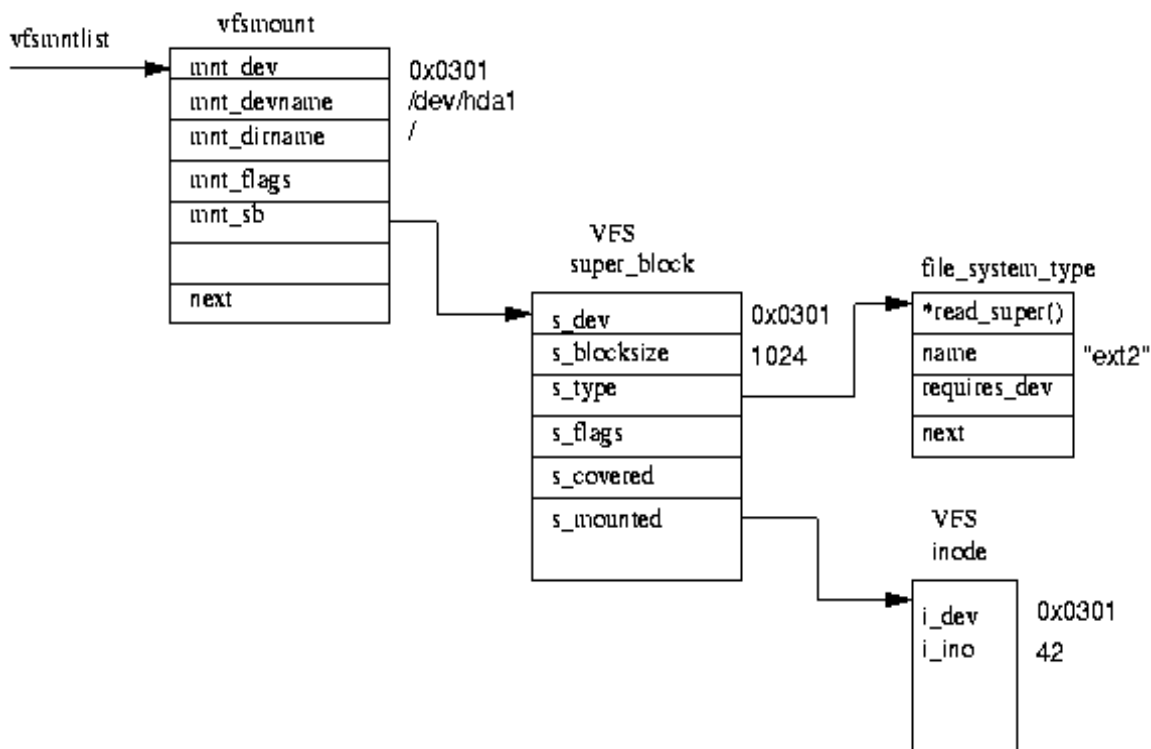 vfsmntlist
vfsmount
mnt_dev 0x0301
mnt_devname /dev/hda1
mnt_dirname /
mnt_flags
mnt_sb
next
VFS
super_block
s_dev 0x0301
s_blocksize 1024
s_type
s_flags
s_covered
s_mounted
file_system_type
*read_super()
name "ext2"
requires_dev
next
VFS
inode
i_dev 0x0301
i_ino 42